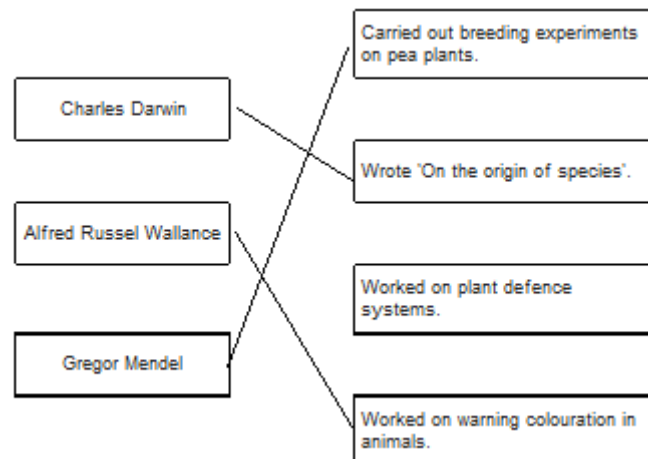 Carried out breeding experiments
on pea plants.
Charles Darwin
Wrote 'On the origin of species'.
Alfred Russel Wallance
Worked on plant defence
systems.
Gregor Mendel
Worked on warning colouration in
animals.